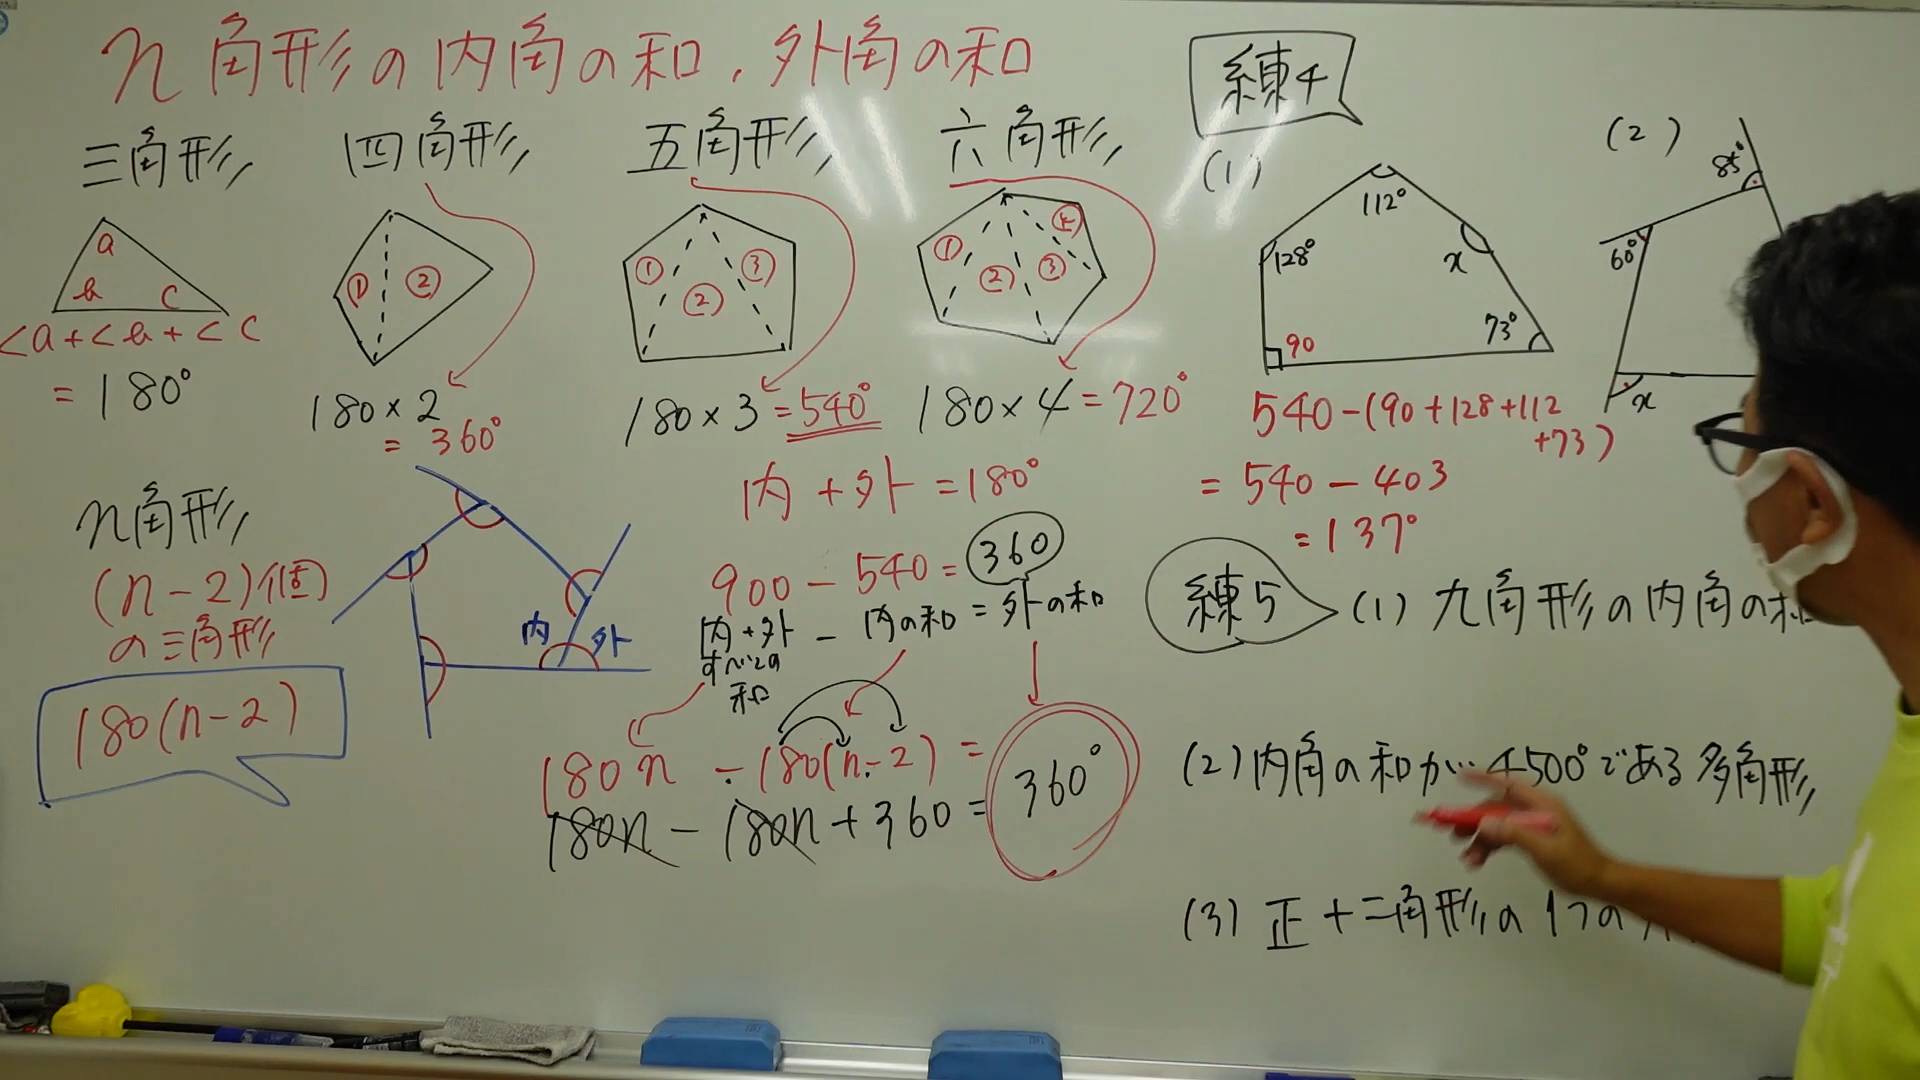 n角形の内角の和,外角の和
三角形
a
b
c
∠a+∠b+∠c
=180°
四角形
①
②
180×2
=360°
五角形
①
②
③
180×3=540°
六角形
①
②
③
④
180×4=720°
n角形
(n-2)個
の三角形
180(n-2)
内
外
内+外=180°
900-540=360
内+外 - 内の和 = 外の和
すべての
和
180n-180(n-2)=
180n-180n+360=
360°
練4
(1)
112°
128°
x
73°
90
540-(90+128+112
+73)
=540-403
=137°
(2)
85°
60°
x
練5
(1)九角形の内角の
(2)内角の和が4500°である多角形
(3)正十二角形の1つの